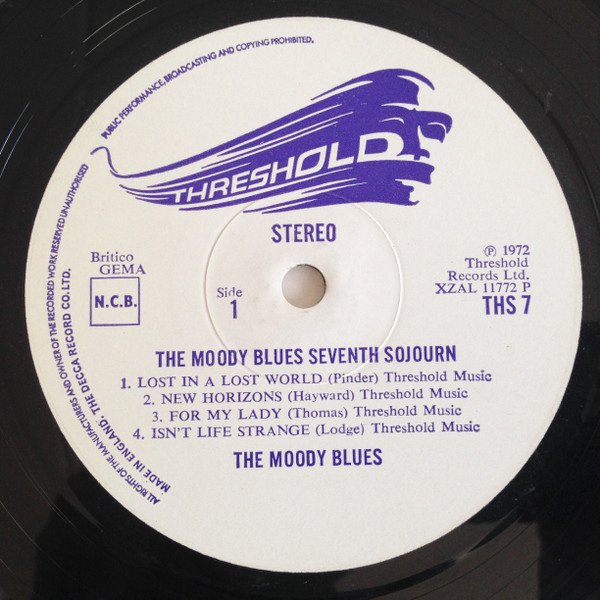 PUBLIC PERFORMANCE, BROADCASTING AND COPYING PROHIBITED.
ALL RIGHTS OF THE MANUFACTURERS AND OWNER OF THE RECORDED WORK RESERVED UNAUTHORISED
MADE IN ENGLAND. THE DECCA RECORD CO. LTD.
THRESHOLD
STEREO
Britico
GEMA
N.C.B.
Side
1
℗ 1972
Threshold
Records Ltd.
XZAL 11772 P
THS 7
THE MOODY BLUES SEVENTH SOJOURN
1. LOST IN A LOST WORLD (Pinder) Threshold Music
2. NEW HORIZONS (Hayward) Threshold Music
3. FOR MY LADY (Thomas) Threshold Music
4. ISN'T LIFE STRANGE (Lodge) Threshold Music
THE MOODY BLUES